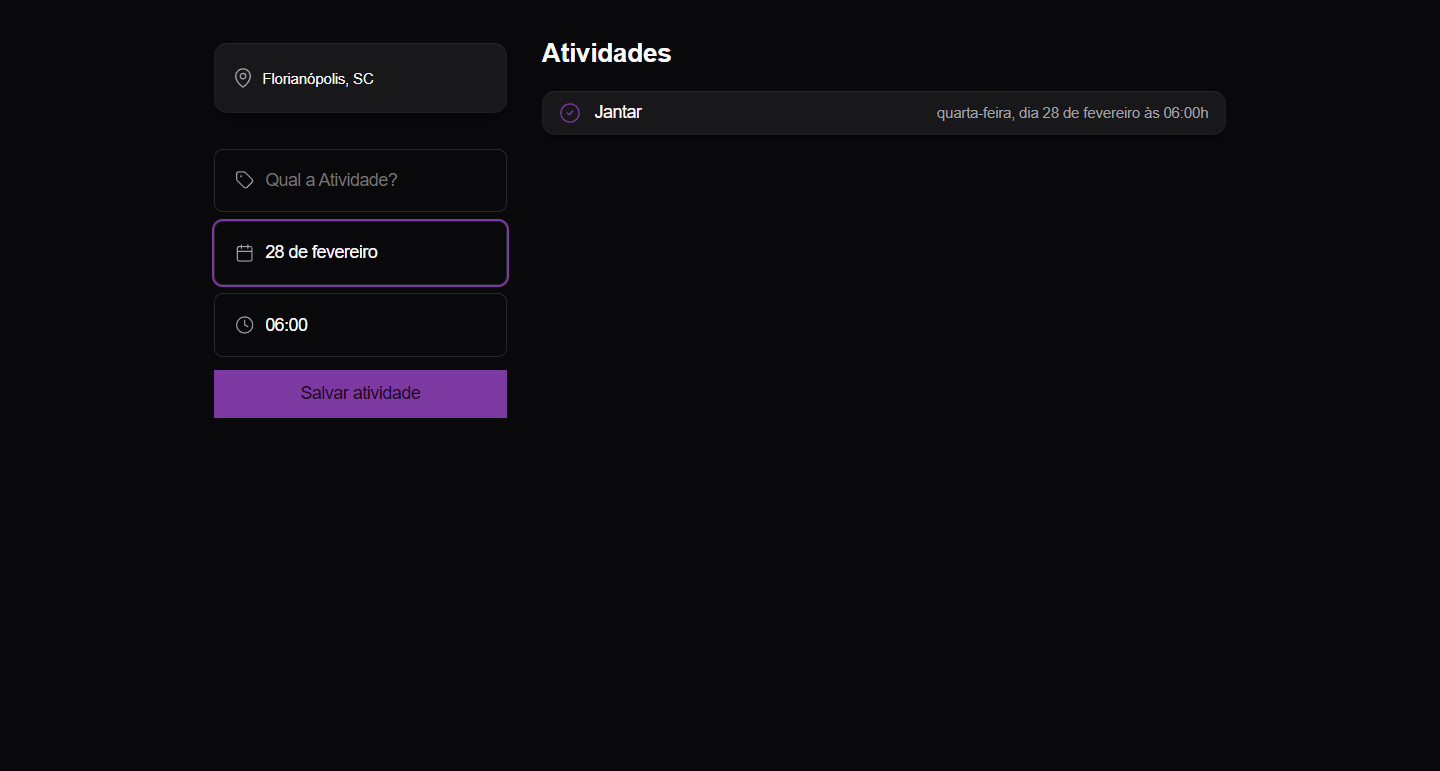 Florianópolis, SC
Qual a Atividade?
28 de fevereiro
06:00
Salvar atividade
Atividades
Jantar quarta-feira, dia 28 de fevereiro às 06:00h